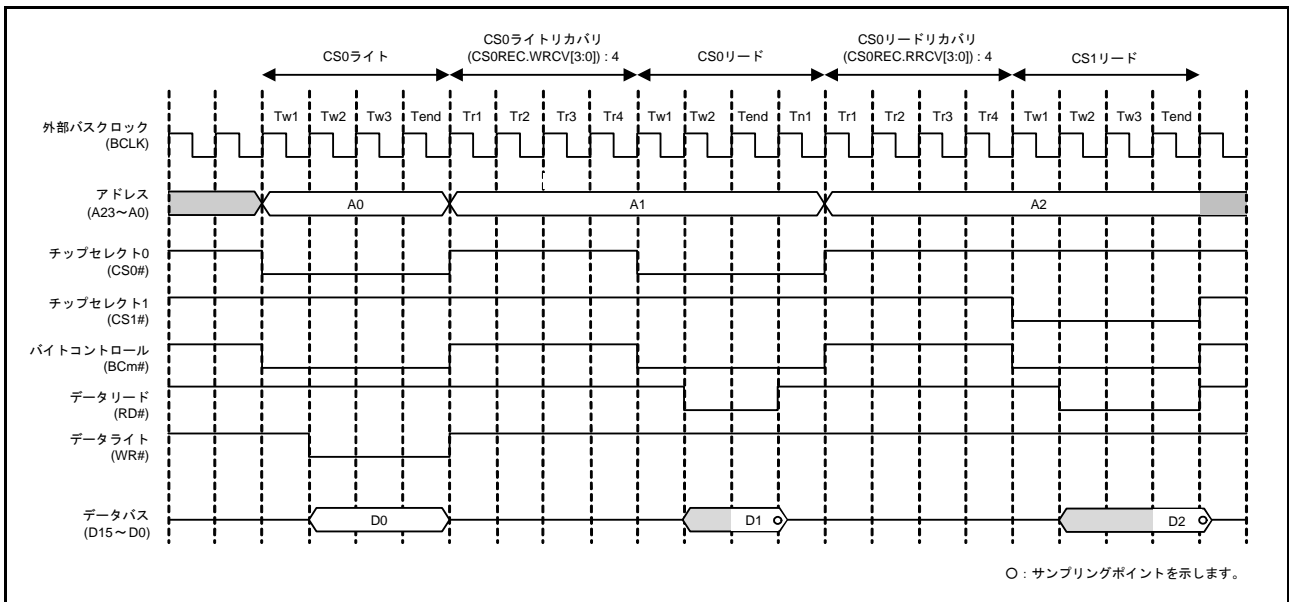 CS0ライト
CS0ライトリカバリ
(CS0REC.WRCV[3:0]) : 4
CS0リード
CS0リードリカバリ
(CS0REC.RRCV[3:0]) : 4
CS1リード
外部バスクロック
(BCLK)
Tw1 Tw2 Tw3 Tend Tr1 Tr2 Tr3 Tr4 Tw1 Tw2 Tend Tn1 Tr1 Tr2 Tr3 Tr4 Tw1 Tw2 Tw3 Tend
アドレス
(A23～A0)
A0 A1 A2
チップセレクト0
(CS0#)
チップセレクト1
(CS1#)
バイトコントロール
(BCm#)
データリード
(RD#)
データライト
(WR#)
データバス
(D15～D0)
D0 D1 D2
○ : サンプリングポイントを示します。